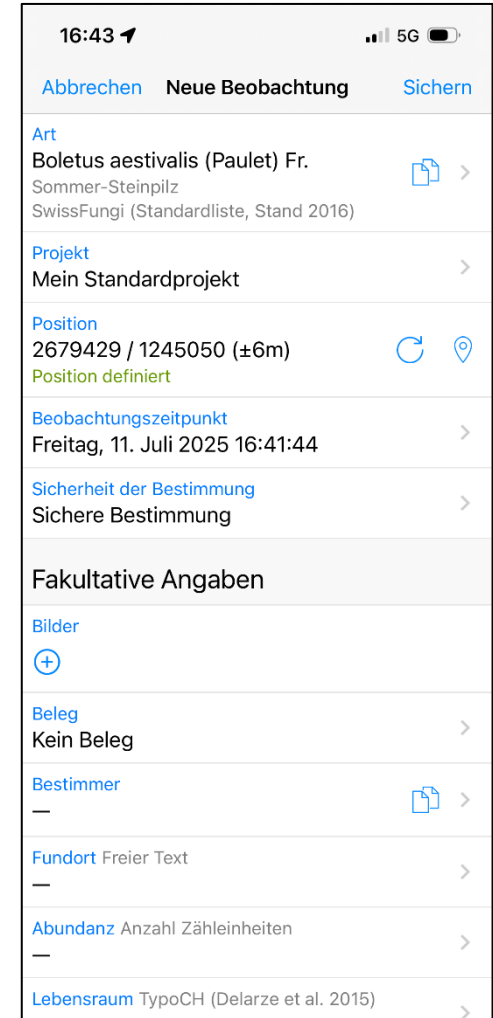 16:43
5G
Abbrechen Neue Beobachtung Sichern
Art
Boletus aestivalis (Paulet) Fr.
Sommer-Steinpilz
SwissFungi (Standardliste, Stand 2016)
Projekt
Mein Standardprojekt
Position
2679429 / 1245050 (±6m)
Position definiert
Beobachtungszeitpunkt
Freitag, 11. Juli 2025 16:41:44
Sicherheit der Bestimmung
Sichere Bestimmung
Fakultative Angaben
Bilder
Beleg
Kein Beleg
Bestimmer
—
Fundort Freier Text
—
Abundanz Anzahl Zähleinheiten
—
Lebensraum TypoCH (Delarze et al. 2015)